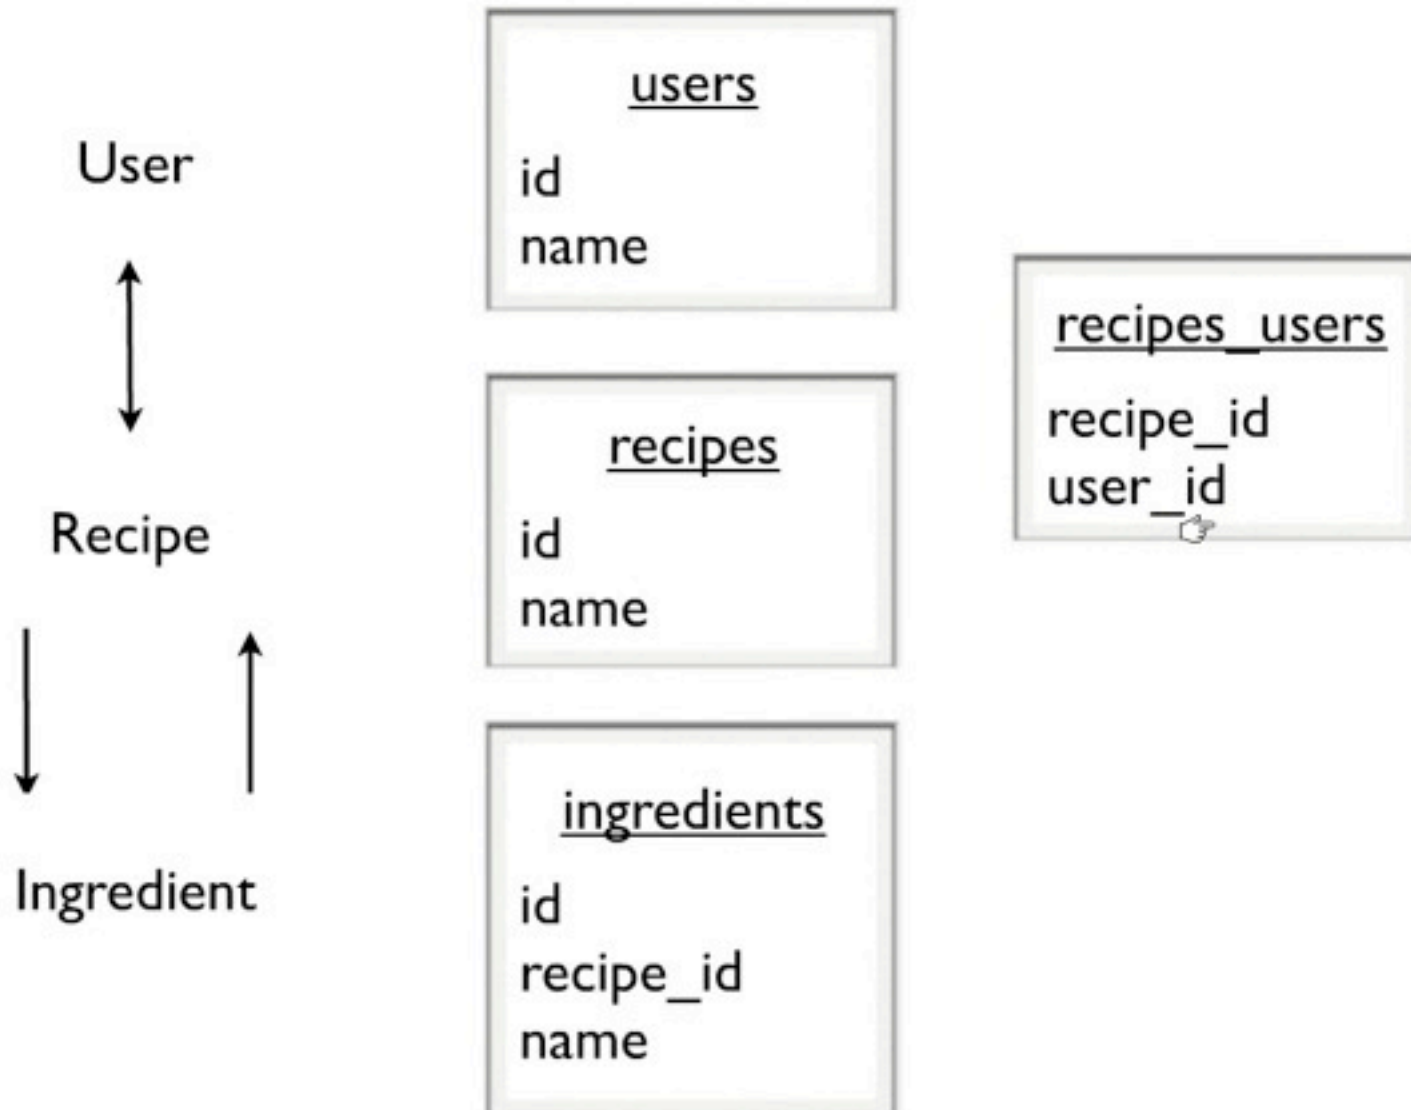 User
Recipe
Ingredient
users
id
name
recipes
id
name
ingredients
id
recipe_id
name
recipes_users
recipe_id
user_id